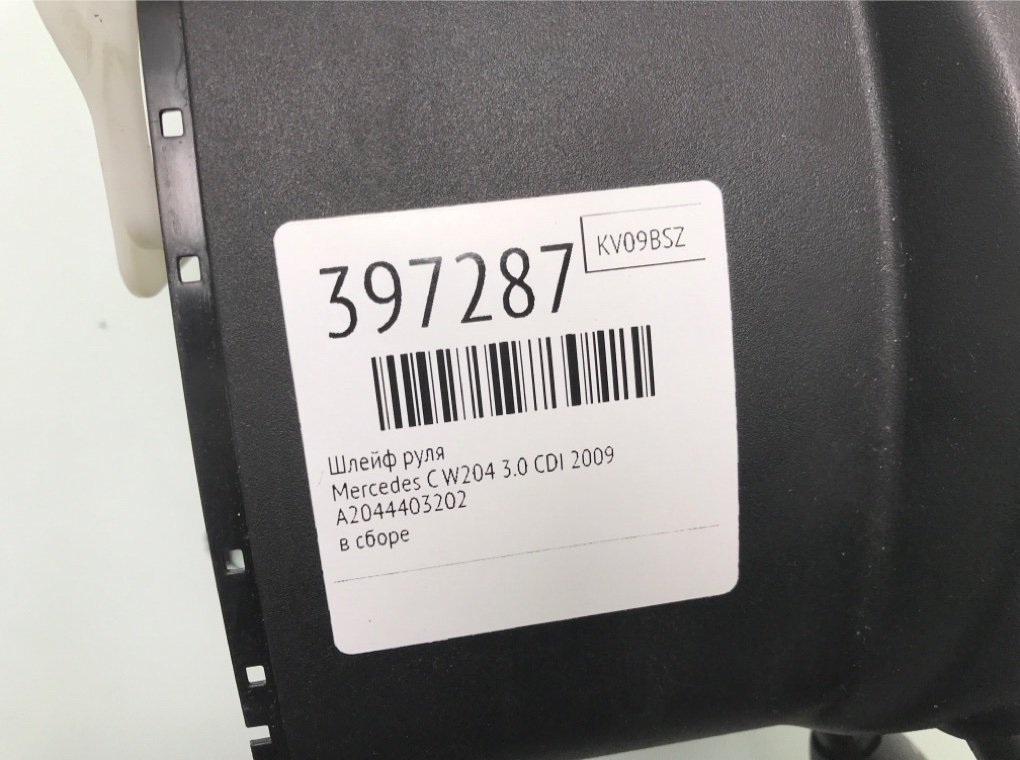 397287
KV09BSZ
Шлейф руля
Mercedes C W204 3.0 CDI 2009
A2044403202
в сборе